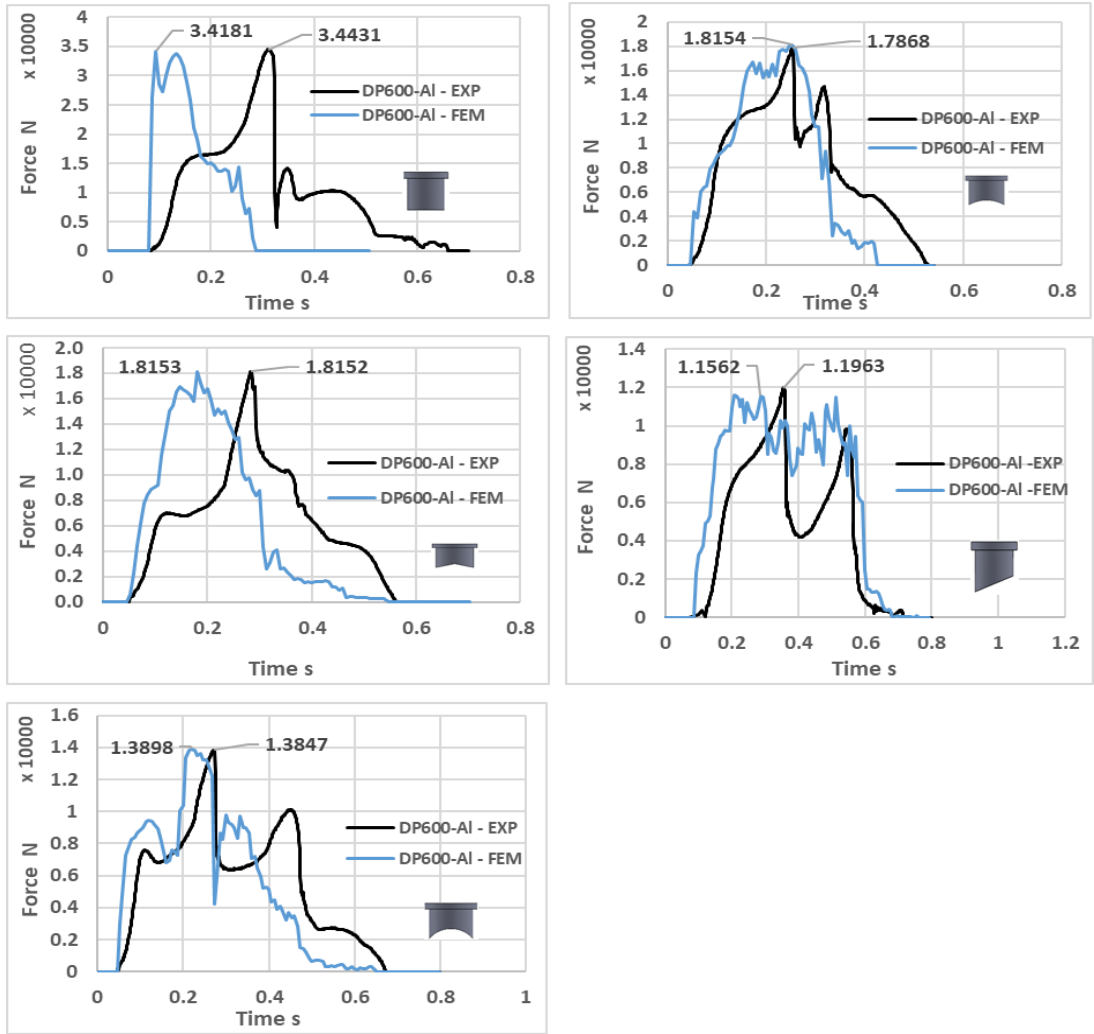 x 10000
Force N
4
3.5
3
2.5
2
1.5
1
0.5
0
3.4181
3.4431
DP600-Al - EXP
DP600-Al - FEM
0 0.2 0.4 0.6 0.8
Time s
x 10000
Force N
2
1.8
1.6
1.4
1.2
1
0.8
0.6
0.4
0.2
0
1.8154
1.7868
DP600-Al - EXP
DP600-Al - FEM
0 0.2 0.4 0.6 0.8
Time s
x 10000
Force N
2.0
1.8
1.6
1.4
1.2
1.0
0.8
0.6
0.4
0.2
0.0
1.8153
1.8152
DP600-Al - EXP
DP600-Al - FEM
0 0.2 0.4 0.6 0.8
Time s
x 10000
Force N
1.4
1.2
1
0.8
0.6
0.4
0.2
0
1.1562
1.1963
DP600-Al -EXP
DP600-Al -FEM
0 0.2 0.4 0.6 0.8 1 1.2
Time s
x 10000
Force N
1.6
1.4
1.2
1
0.8
0.6
0.4
0.2
0
1.3898
1.3847
DP600-Al - EXP
DP600-Al - FEM
0 0.2 0.4 0.6 0.8 1
Time s